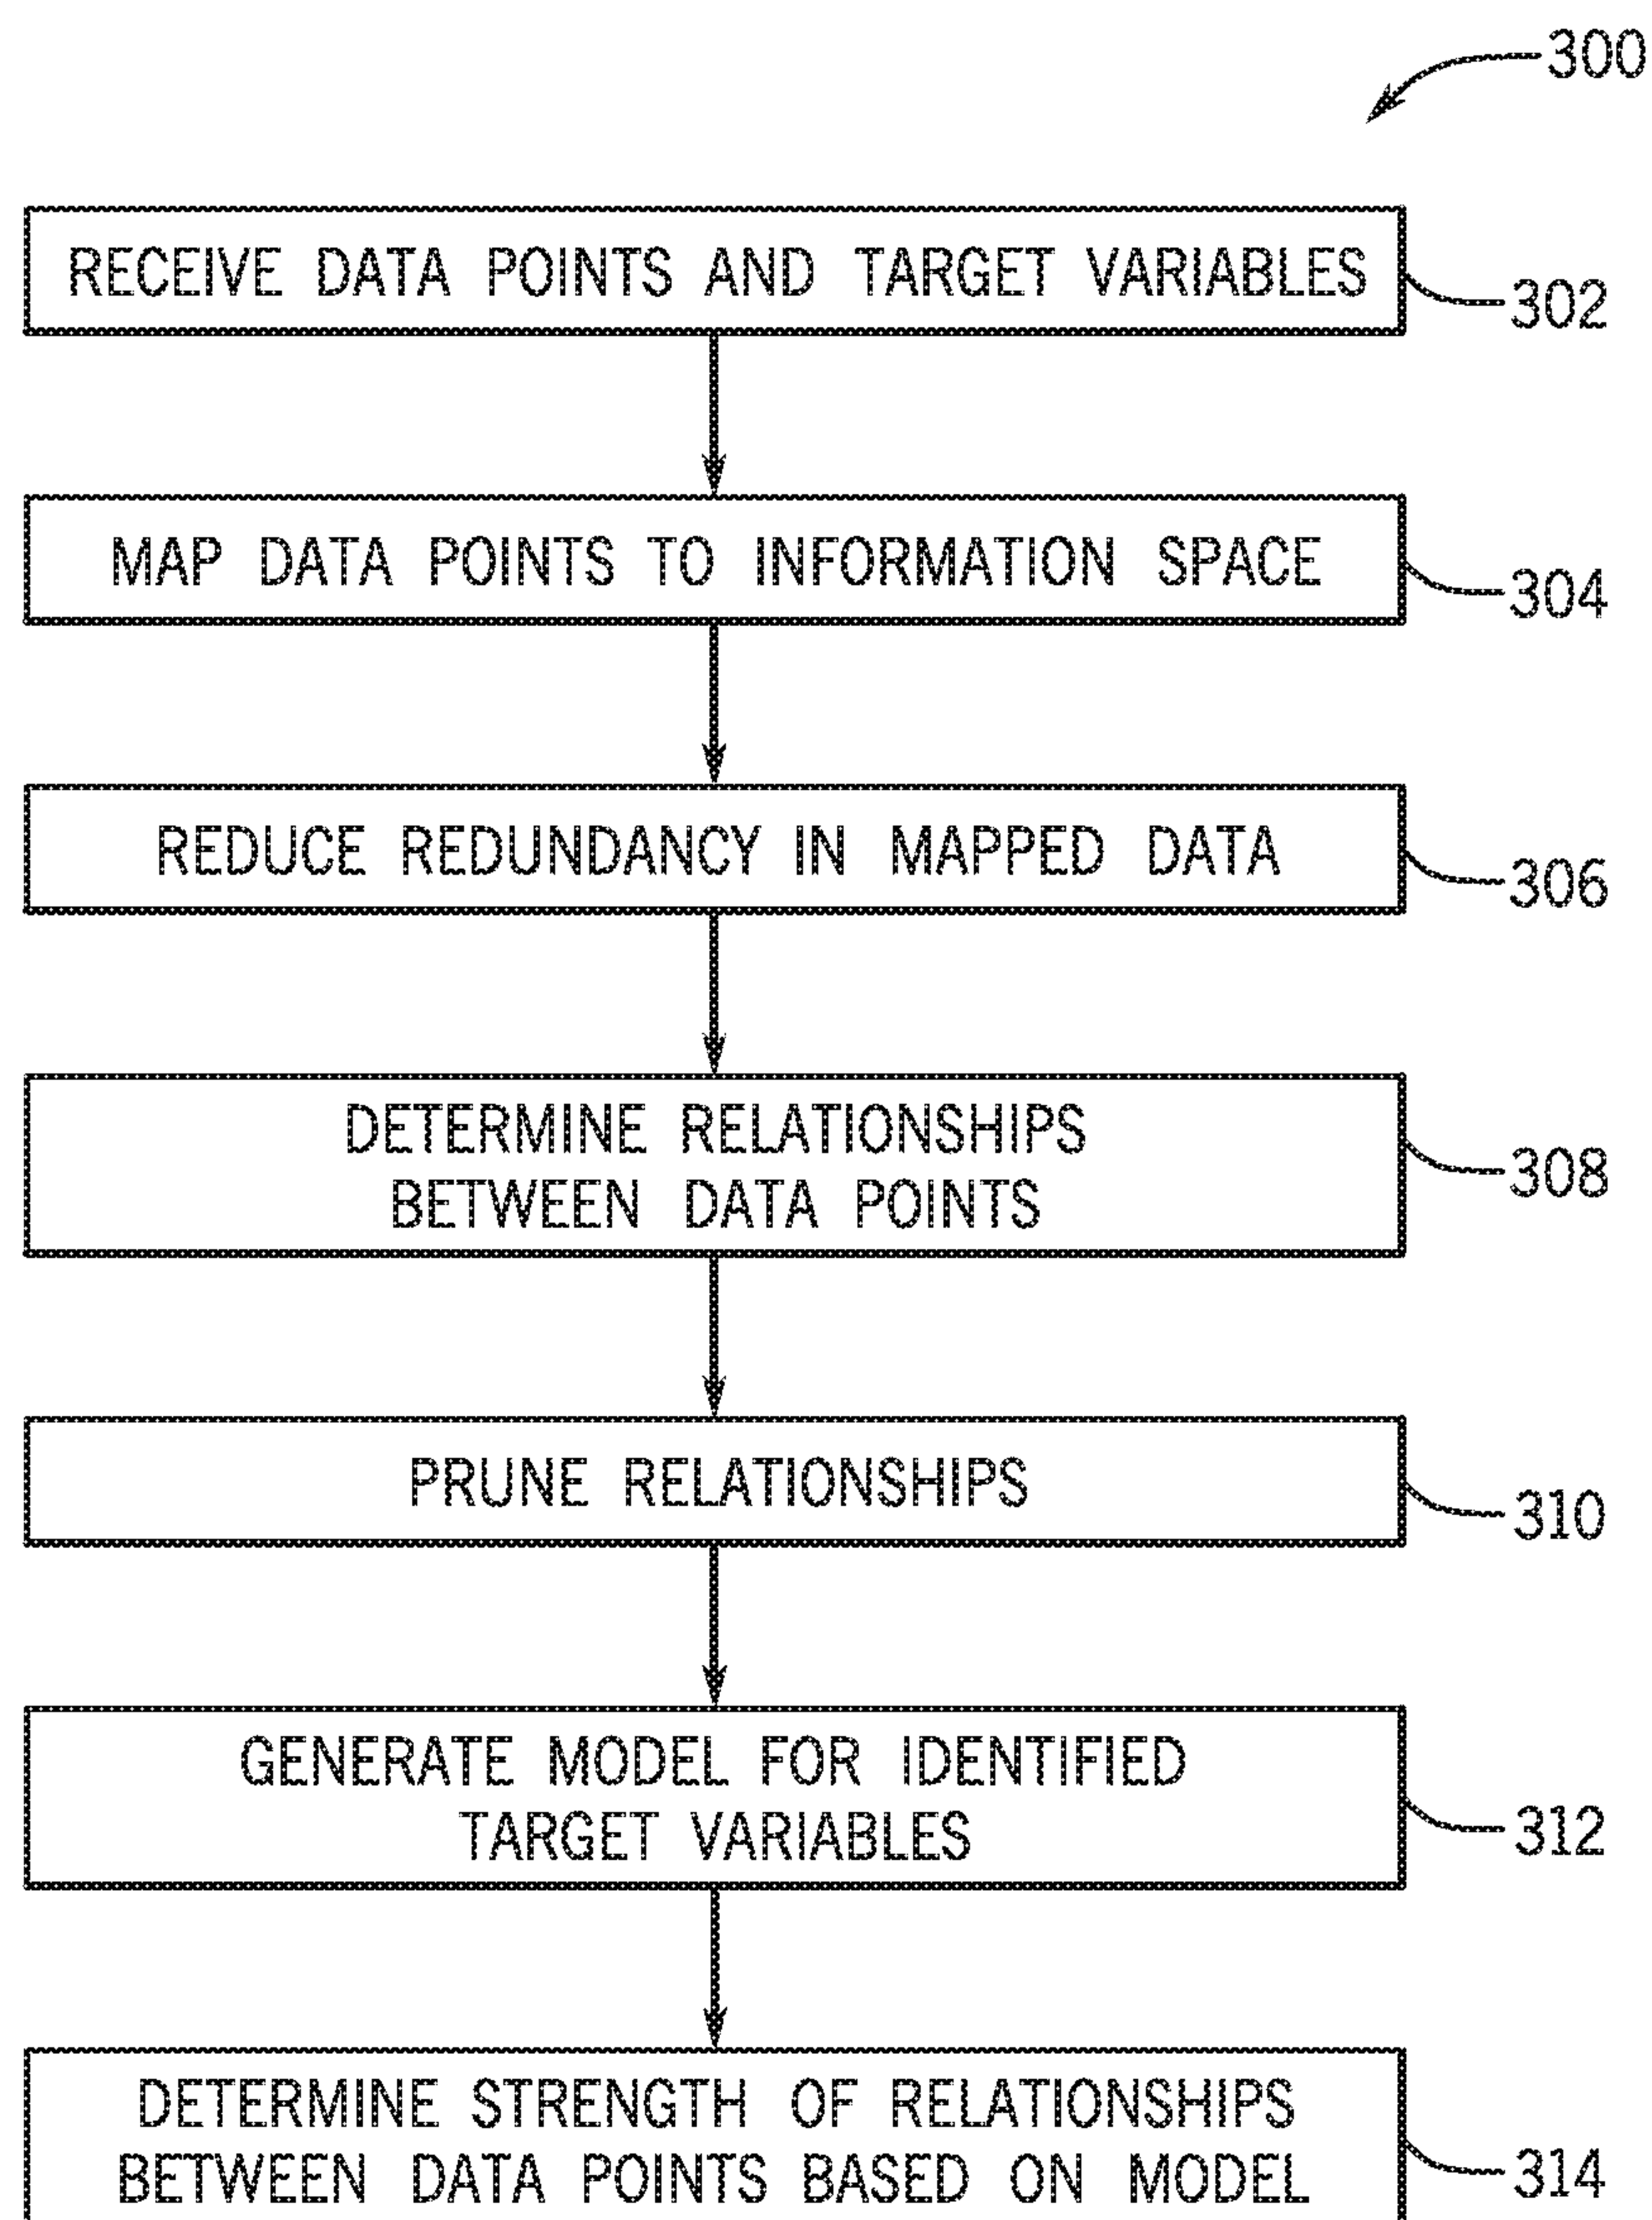 300
RECEIVE DATA POINTS AND TARGET VARIABLES
302
MAP DATA POINTS TO INFORMATION SPACE
304
REDUCE REDUNDANCY IN MAPPED DATA
306
DETERMINE RELATIONSHIPS
BETWEEN DATA POINTS
308
PRUNE RELATIONSHIPS
310
GENERATE MODEL FOR IDENTIFIED
TARGET VARIABLES
312
DETERMINE STRENGTH OF RELATIONSHIPS
BETWEEN DATA POINTS BASED ON MODEL
314